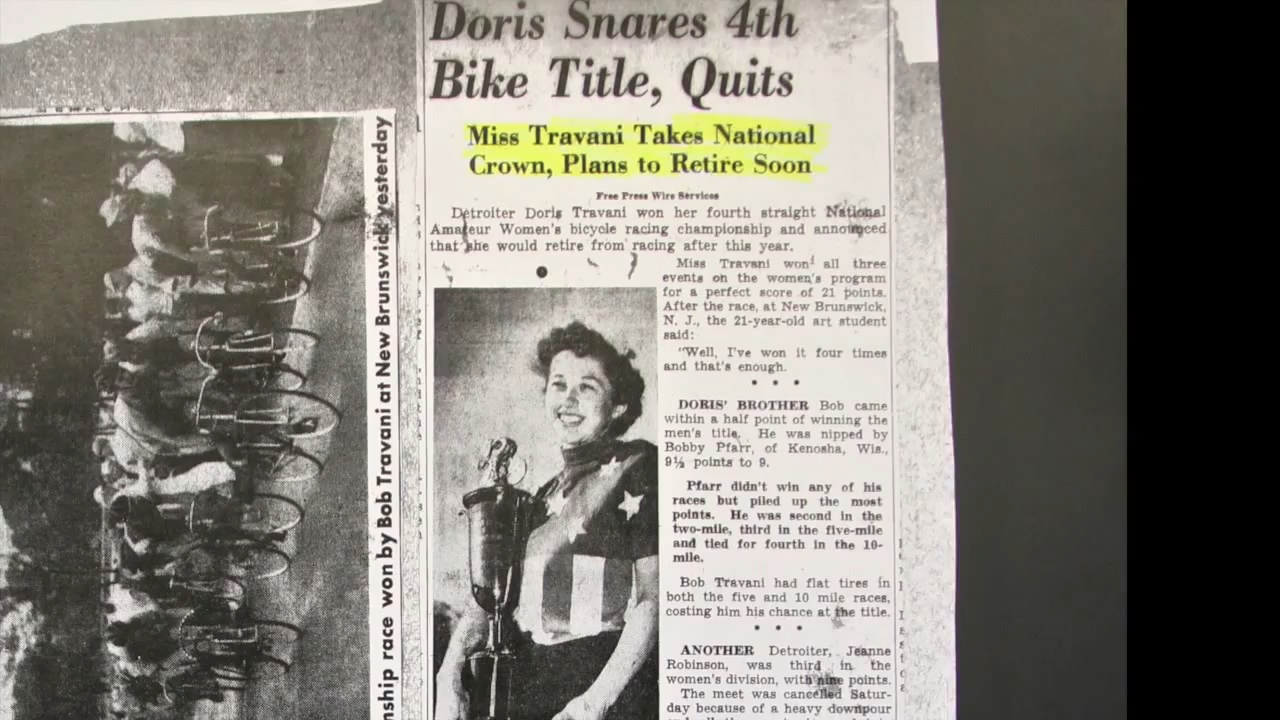 Doris Snares 4th
Bike Title, Quits
Miss Travani Takes National
Crown, Plans to Retire Soon
Free Press Wire Services
Detroiter Doris Travani won her fourth straight National
Amateur Women's bicycle racing championship and announced
that she would retire from racing after this year.
Miss Travani won all three
events on the women's program
for a perfect score of 21 points.
After the race, at New Brunswick,
N. J., the 21-year-old art student
said:
"Well, I've won it four times
and that's enough.
• • •
DORIS' BROTHER Bob came
within a half point of winning the
men's title. He was nipped by
Bobby Pfarr, of Kenosha, Wis.,
9½ points to 9.
Pfarr didn't win any of his
races but piled up the most
points. He was second in the
two-mile, third in the five-mile
and tied for fourth in the 10-
mile.
Bob Travani had flat tires in
both the five and 10 mile races,
costing him his chance at the title.
• • •
ANOTHER Detroiter, Jeanne
Robinson, was third in the
women's division, with nine points.
The meet was cancelled Satur-
day because of a heavy downpour
nship race won by Bob Travani at New Brunswick yesterday